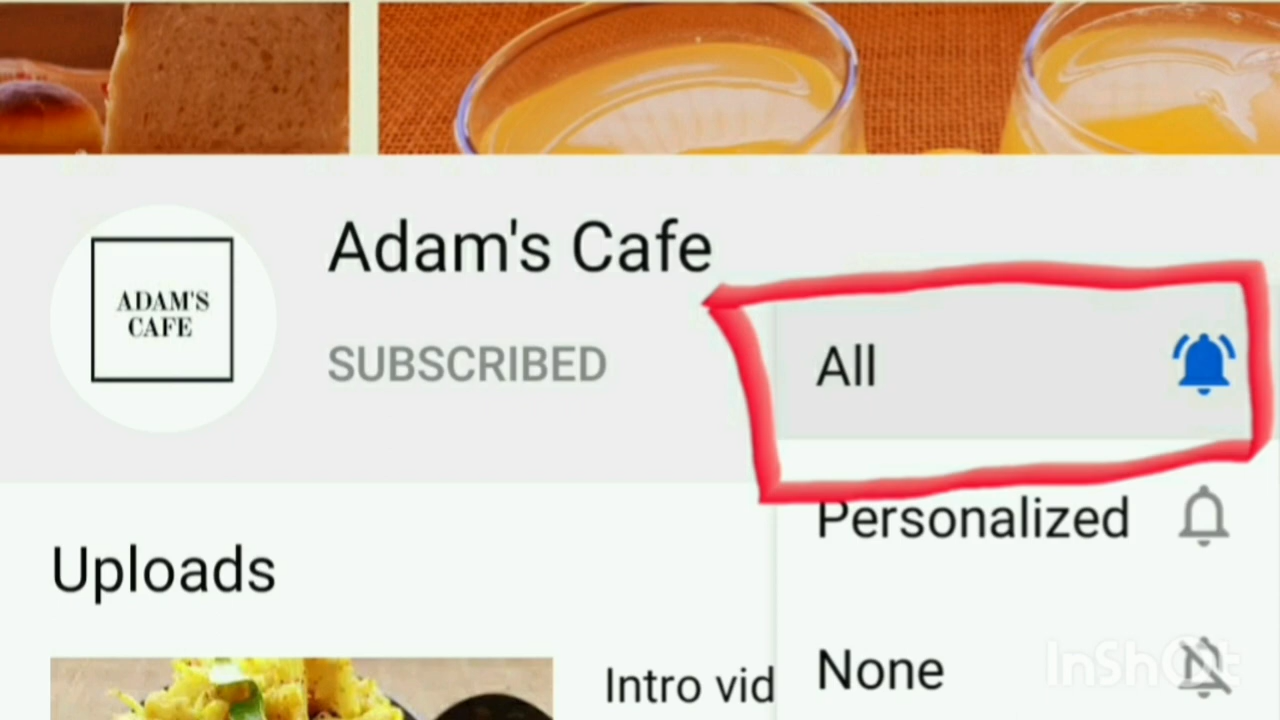 Adam's Cafe
ADAM'S
CAFE
SUBSCRIBED
All
Personalized
Uploads
Intro vid
None
InShOt